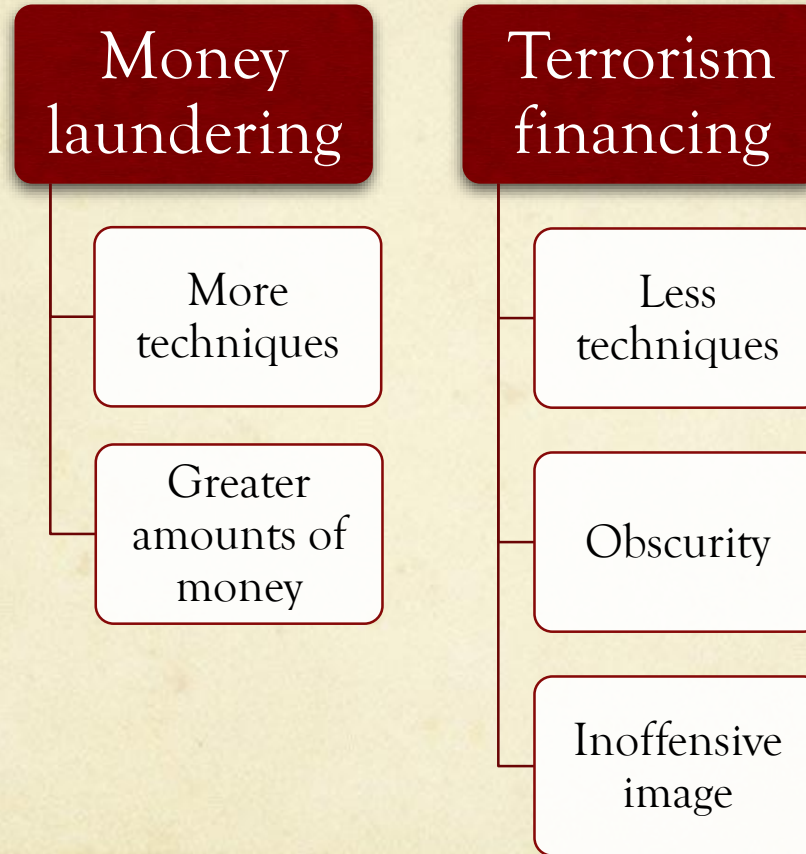 Money
laundering
More
techniques
Greater
amounts of
money
Terrorism
financing
Less
techniques
Obscurity
Inoffensive
image